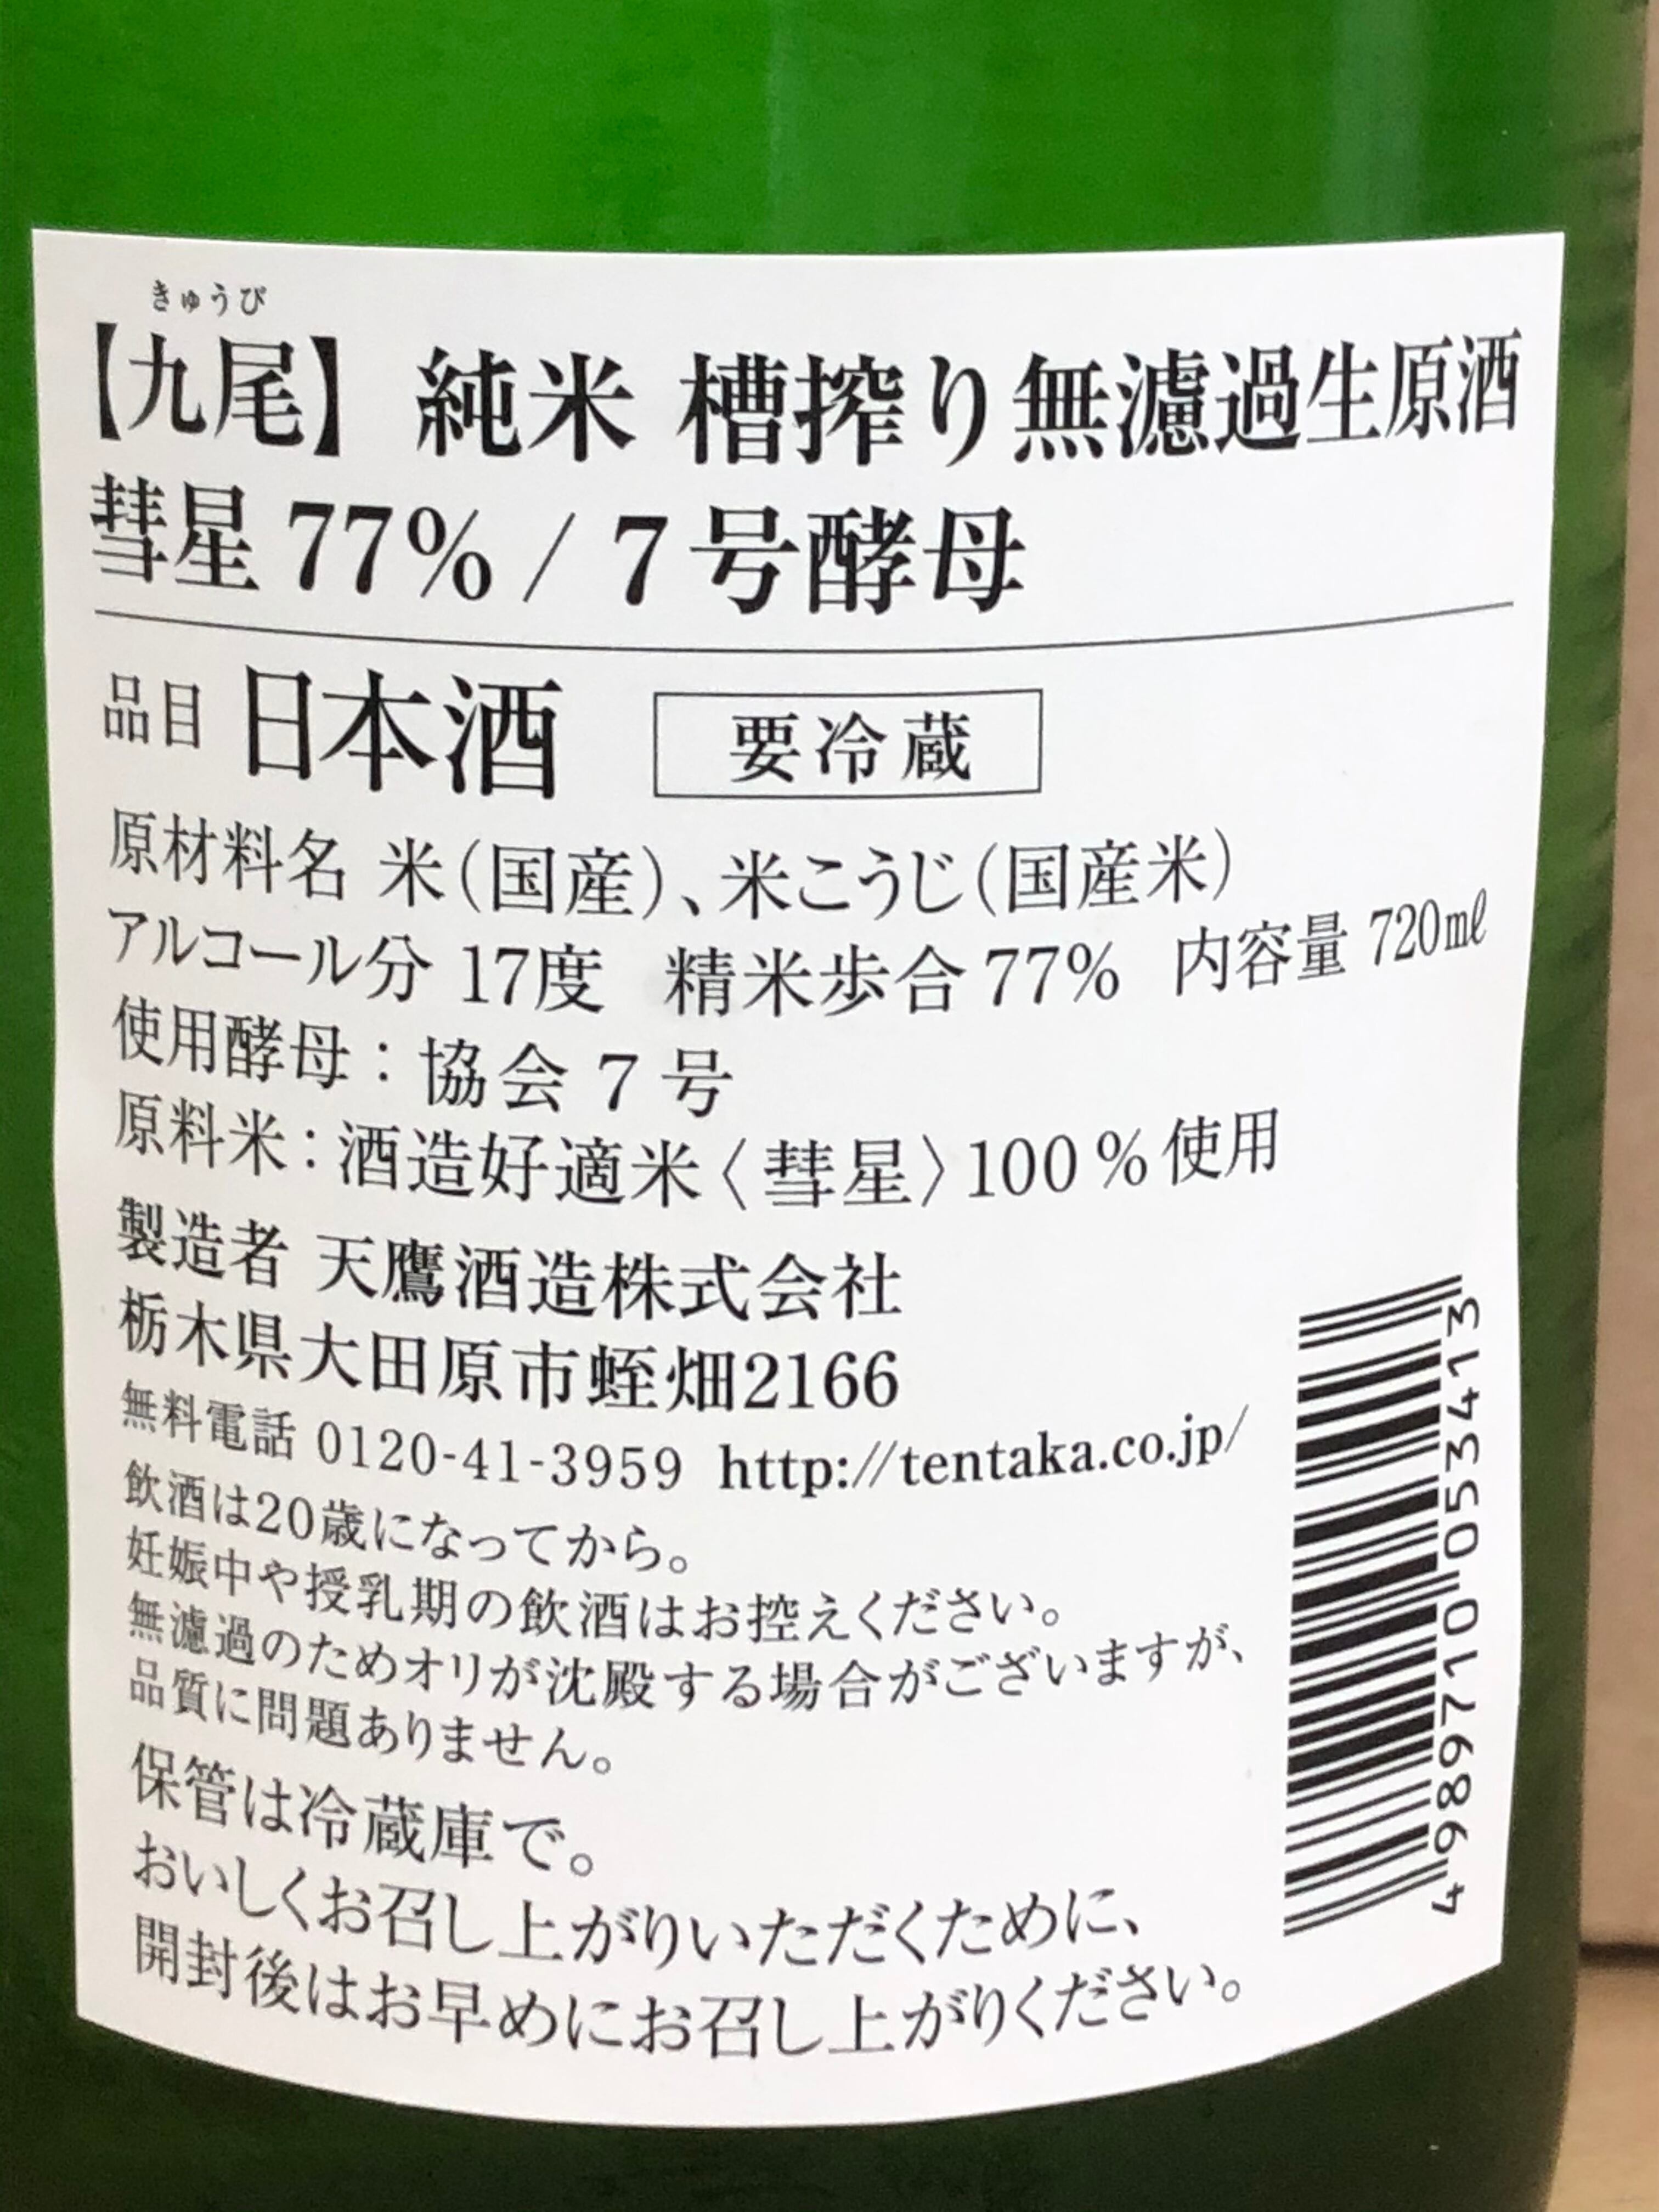 きゅうび
【九尾】 純米 槽搾り無濾過生原酒
彗星 77% / 7号酵母
品目 日本酒 要冷蔵
原材料名 米(国産)、米こうじ(国産米)
アルコール分 17度 精米歩合77% 内容量 720㎖
使用酵母：協会 7 号
原料米：酒造好適米〈彗星〉100％使用
製造者 天鷹酒造株式会社
栃木県大田原市蛭畑2166
無料電話 0120-41-3959 http://tentaka.co.jp/
飲酒は20歳になってから。
妊娠中や授乳期の飲酒はお控えください。
無濾過のためオリが沈殿する場合がございますが、
品質に問題ありません。
保管は冷蔵庫で。
おいしくお召し上がりいただくために、
開封後はお早めにお召し上がりください。
4 989710 053413